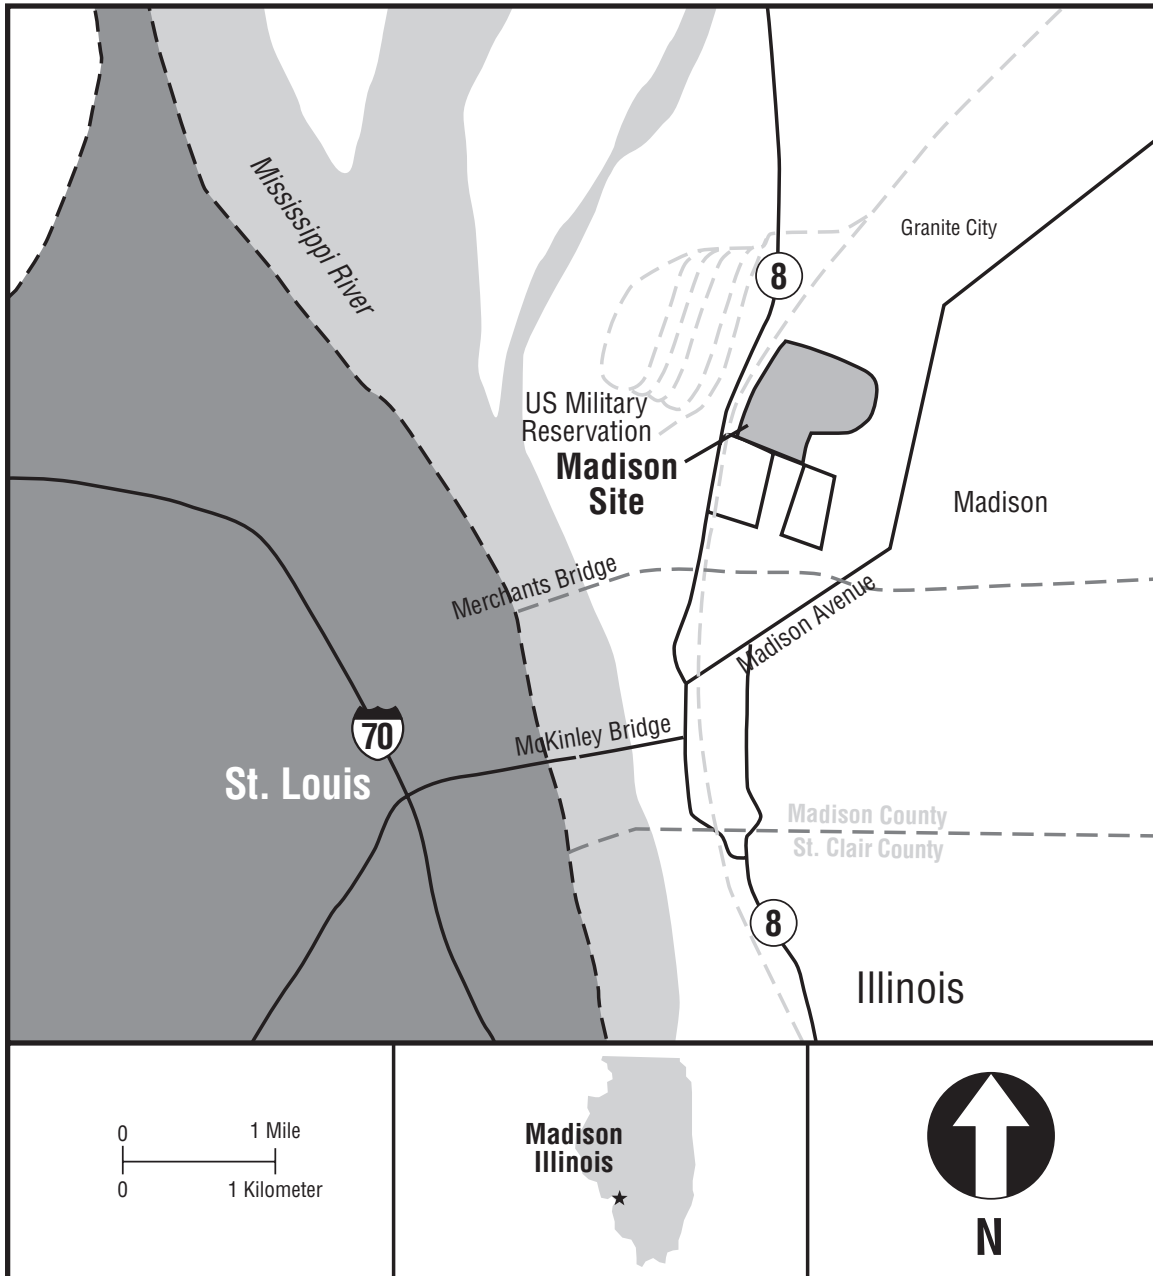 Mississippi River
Granite City
8
US Military
Reservation
Madison
Site
Madison
Merchants Bridge
Madison Avenue
70
McKinley Bridge
St. Louis
Madison County
St. Clair County
8
Illinois
0
1 Mile
0
1 Kilometer
Madison
Illinois
N